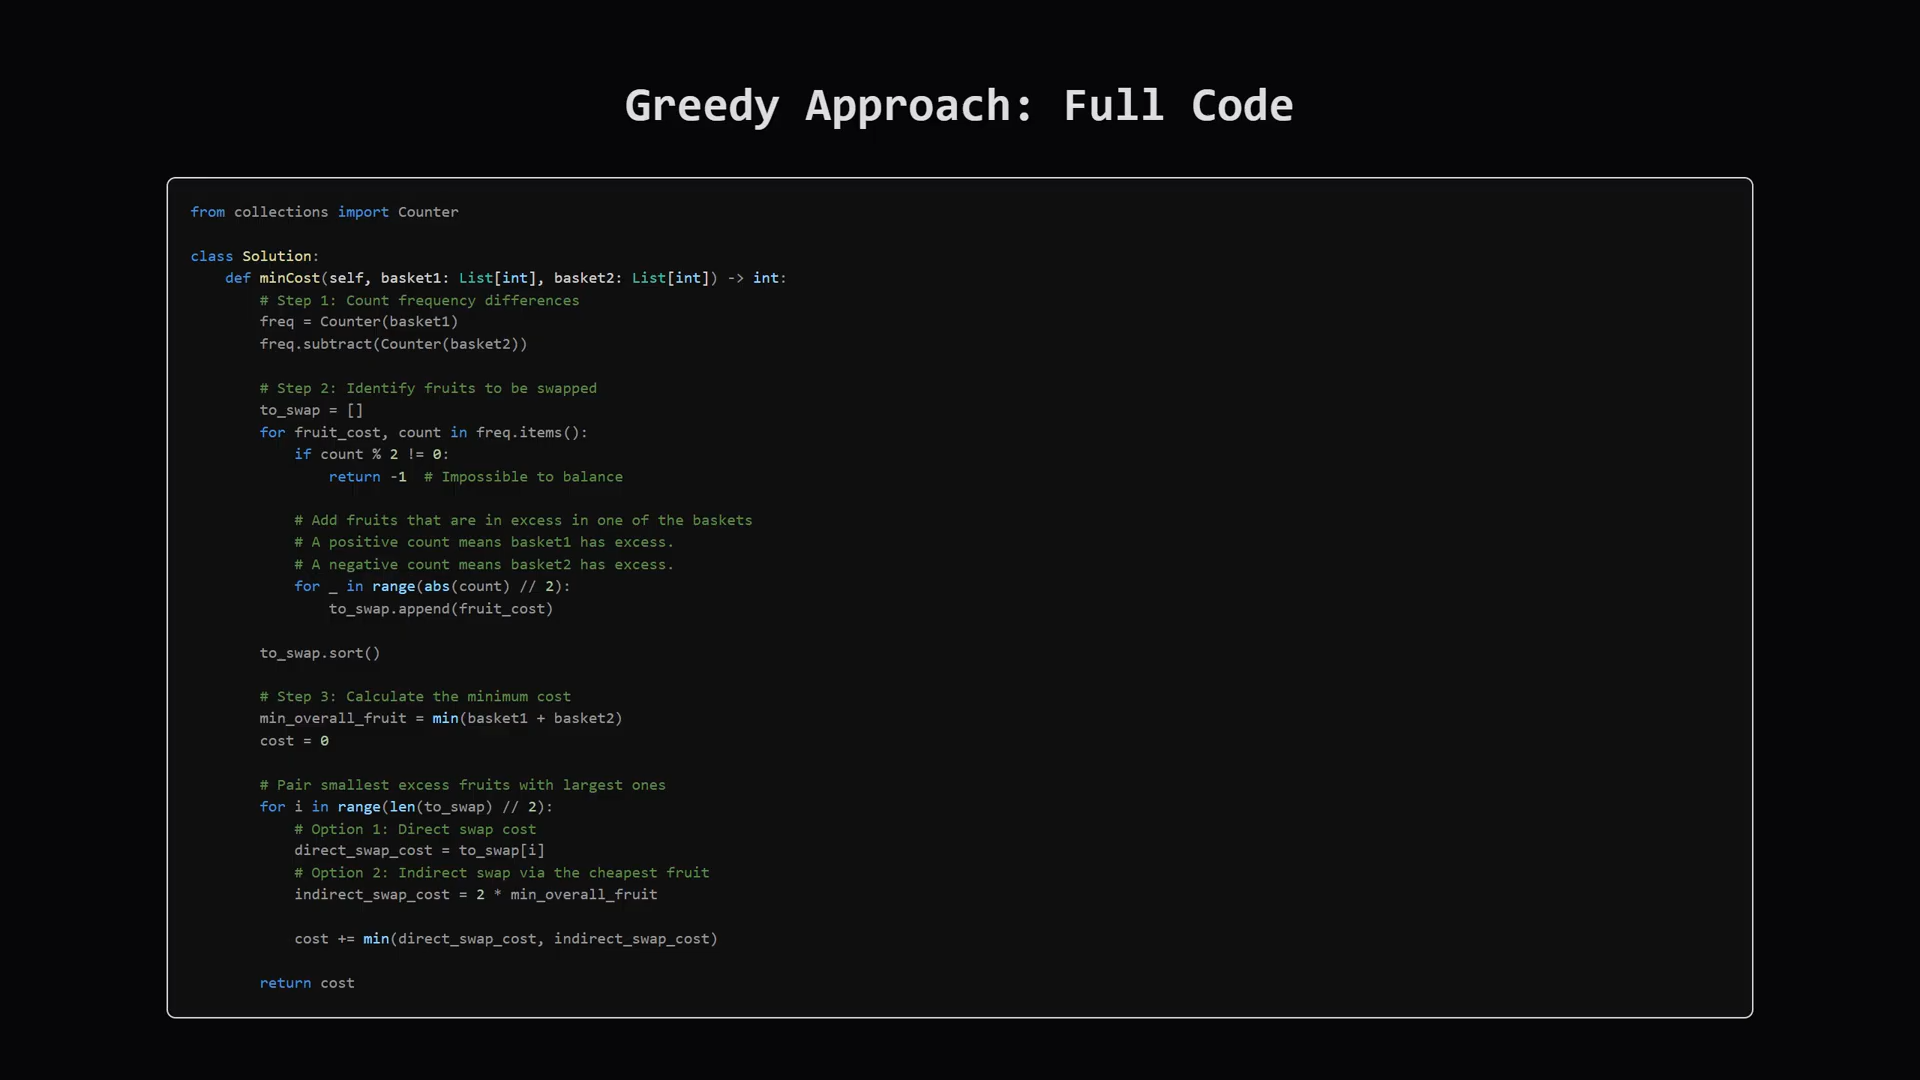 Greedy Approach: Full Code
from collections import Counter
class Solution:
    def minCost(self, basket1: List[int], basket2: List[int]) -> int:
        # Step 1: Count frequency differences
        freq = Counter(basket1)
        freq.subtract(Counter(basket2))
        # Step 2: Identify fruits to be swapped
        to_swap = []
        for fruit_cost, count in freq.items():
            if count % 2 != 0:
                return -1  # Impossible to balance
            # Add fruits that are in excess in one of the baskets
            # A positive count means basket1 has excess.
            # A negative count means basket2 has excess.
            for _ in range(abs(count) // 2):
                to_swap.append(fruit_cost)
        to_swap.sort()
        # Step 3: Calculate the minimum cost
        min_overall_fruit = min(basket1 + basket2)
        cost = 0
        # Pair smallest excess fruits with largest ones
        for i in range(len(to_swap) // 2):
            # Option 1: Direct swap cost
            direct_swap_cost = to_swap[i]
            # Option 2: Indirect swap via the cheapest fruit
            indirect_swap_cost = 2 * min_overall_fruit
            cost += min(direct_swap_cost, indirect_swap_cost)
        return cost